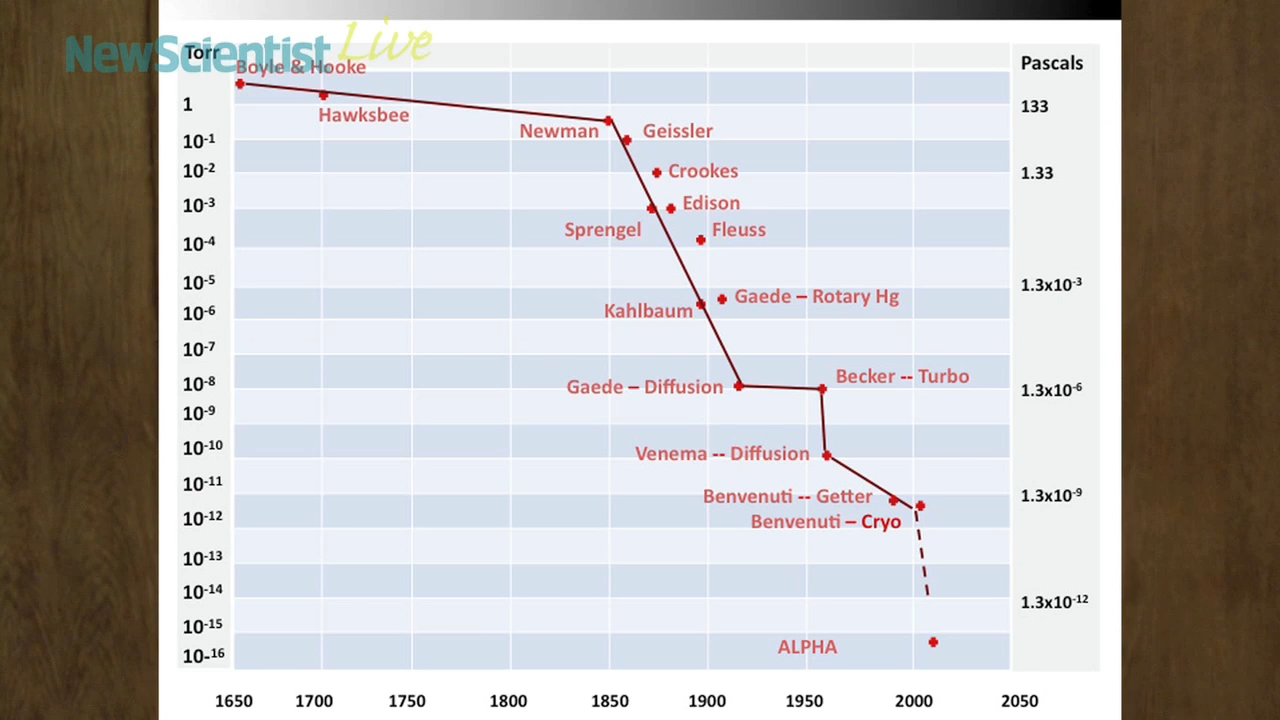 NewScientist Live
Torr
Pascals
Boyle & Hooke
1
133
Hawksbee
Newman
Geissler
10-1
10-2
Crookes
1.33
10-3
Edison
Sprengel
Fleuss
10-4
10-5
1.3x10-3
Gaede – Rotary Hg
10-6
Kahlbaum
10-7
10-8
Gaede – Diffusion
Becker -- Turbo
1.3x10-6
10-9
10-10
Venema -- Diffusion
10-11
Benvenuti -- Getter
1.3x10-9
10-12
Benvenuti – Cryo
10-13
10-14
1.3x10-12
10-15
10-16
ALPHA
1650 1700 1750 1800 1850 1900 1950 2000 2050